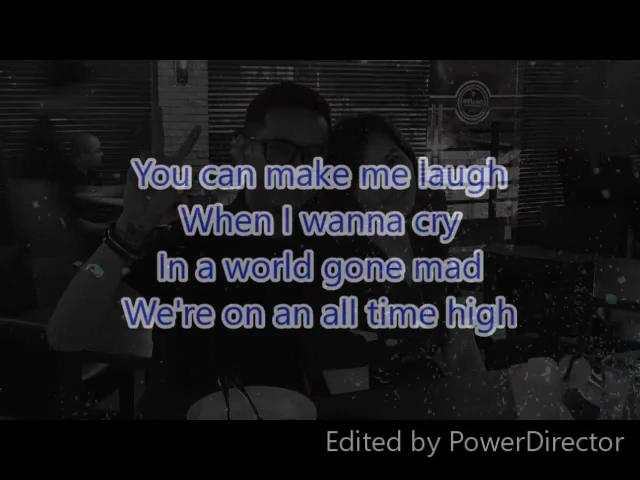 You can make me laugh
When I wanna cry
In a world gone mad
We're on an all time high
Edited by PowerDirector